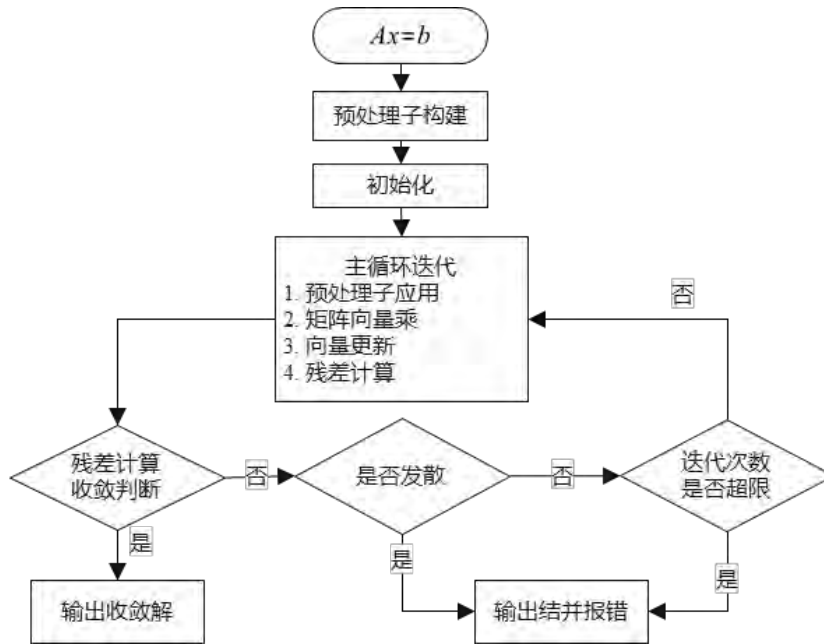 Ax=b
预处理子构建
初始化
主循环迭代
1. 预处理子应用
2. 矩阵向量乘
3. 向量更新
4. 残差计算
否
残差计算
收敛判断
否
是否发散
否
迭代次数
是否超限
是
是
是
输出收敛解
输出结并报错